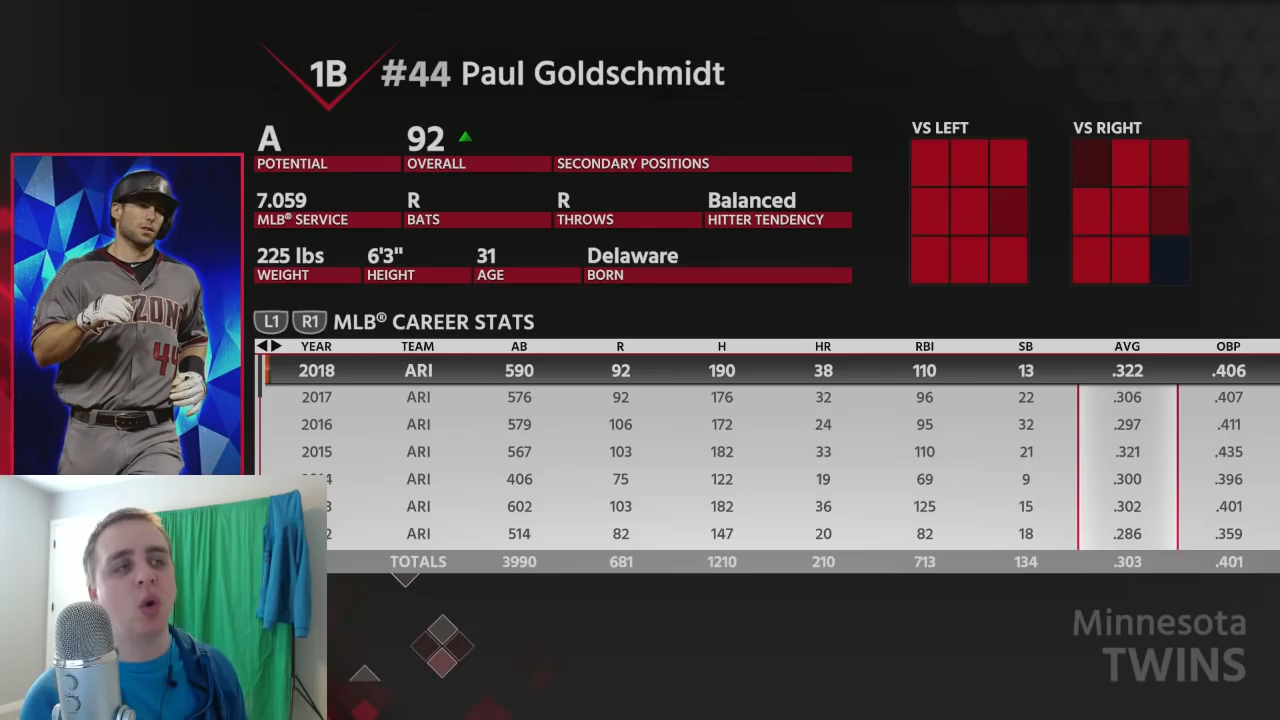 1B #44 Paul Goldschmidt
A 92
POTENTIAL OVERALL SECONDARY POSITIONS
7.059 R R Balanced
MLB® SERVICE BATS THROWS HITTER TENDENCY
225 lbs 6'3" 31 Delaware
WEIGHT HEIGHT AGE BORN
VS LEFT VS RIGHT
L1 R1 MLB® CAREER STATS
YEAR TEAM AB R H HR RBI SB AVG OBP
2018 ARI 590 92 190 38 110 13 .322 .406
2017 ARI 576 92 176 32 96 22 .306 .407
2016 ARI 579 106 172 24 95 32 .297 .411
2015 ARI 567 103 182 33 110 21 .321 .435
ARI 406 75 122 19 69 9 .300 .396
ARI 602 103 182 36 125 15 .302 .401
ARI 514 82 147 20 82 18 .286 .359
TOTALS 3990 681 1210 210 713 134 .303 .401
Minnesota
TWINS